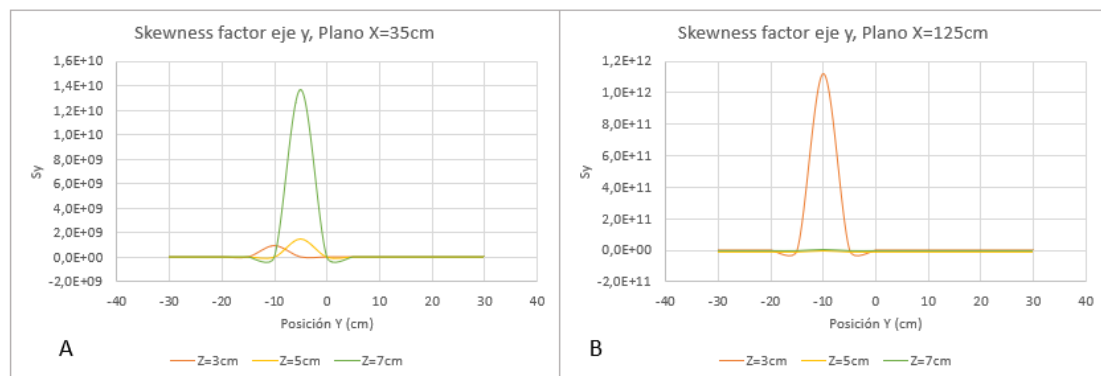 Skewness factor eje y, Plano X=35cm
1,6E+10
1,4E+10
1,2E+10
1,0E+10
8,0E+09
6,0E+09
4,0E+09
2,0E+09
0,0E+00
-2,0E+09
Sy
-40 -30 -20 -10 0 10 20 30 40
Posición Y (cm)
A
Z=3cm Z=5cm Z=7cm
Skewness factor eje y, Plano X=125cm
1,2E+12
1,0E+12
8,0E+11
6,0E+11
4,0E+11
2,0E+11
0,0E+00
-2,0E+11
Sy
-40 -30 -20 -10 0 10 20 30 40
Posición Y (cm)
B
Z=3cm Z=5cm Z=7cm